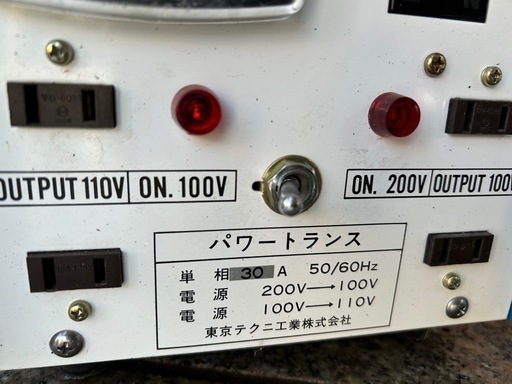 OUTPUT 110V ON. 100V ON. 200V OUTPUT 100V
パワートランス
単相 30 A 50/60Hz
電源 200V→100V
電源 100V→110V
東京テクニ工業株式会社